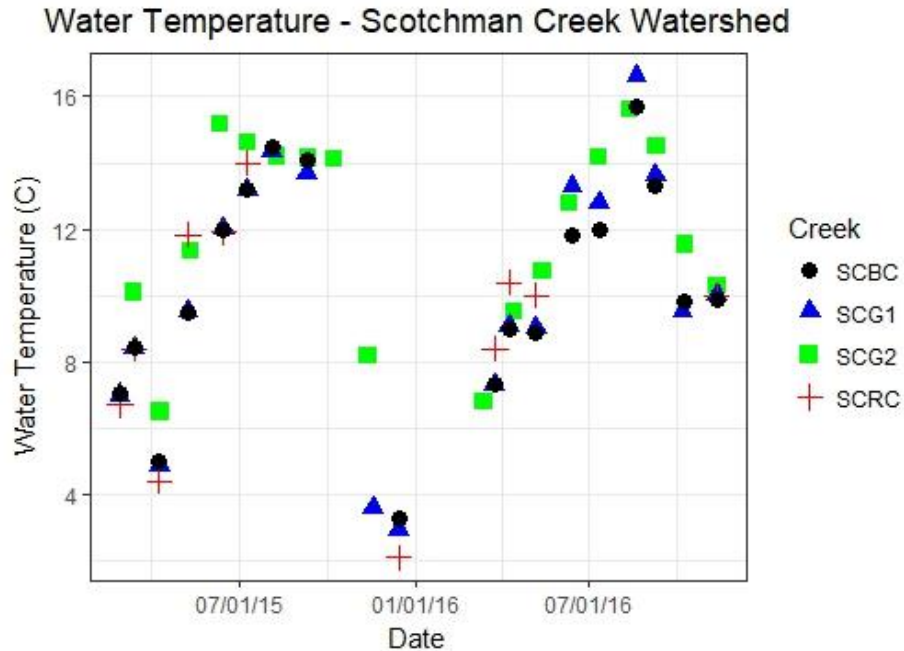 Water Temperature - Scotchman Creek Watershed
Water Temperature (C)
16
12
8
4
07/01/15
01/01/16
07/01/16
Date
Creek
SCBC
SCG1
SCG2
SCRC